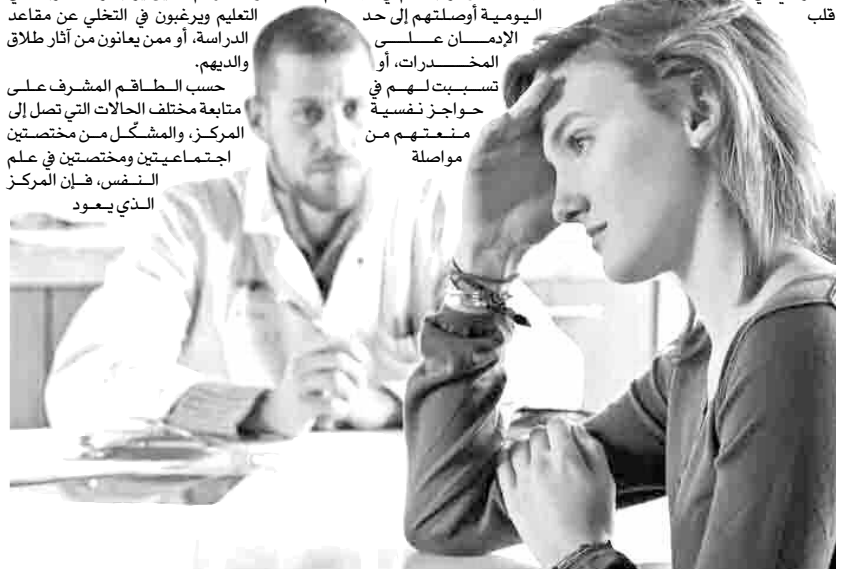 قلب
اليومية أوصلتهم إلى حد
الإدمان على
المخدرات، أو
تسببت لهم في
حواجز نفسية
منعتهم من
مواصلة
التعليم ويرغبون في التخلي عن مقاعد
الدراسة، أو ممن يعانون من آثار طلاق
والديهم.
حسب الطاقم المشرف على
متابعة مختلف الحالات التي تصل إلى
المركز، والمشكّل من مختصتين
اجتماعيتين ومختصتين في علم
النفس، فإن المركز
الذي يعود